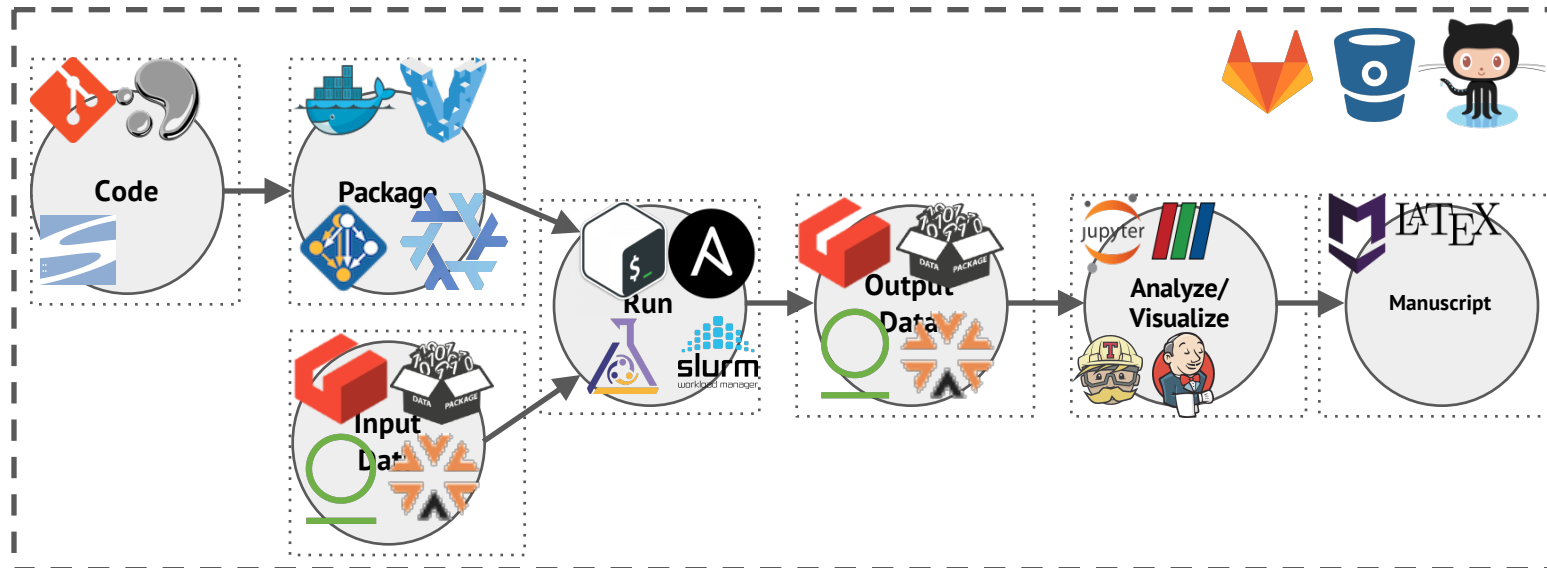 Code
Package
Run
$_
slurm
workload manager
Input
Data
DATA
PACKAGE
Output
Data
DATA
PACKAGE
jupyter
Analyze/
Visualize
T
LATEX
Manuscript